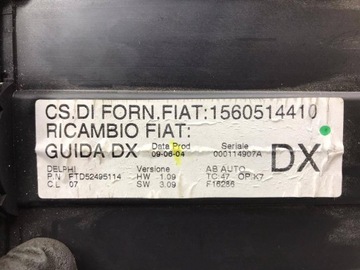 CS.DI FORN.FIAT:1560514410
RICAMBIO FIAT:
GUIDA DX Data Prod 09-06-04 Seriale 000114907A DX
DELPHI Versione AB AUTO
P.N FTD52495114 HW 1.09 TC:47 OP:K7
C.L 07 SW 3.09 F16286